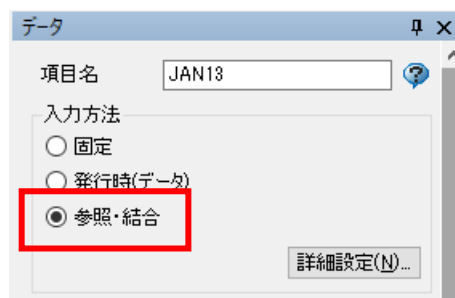 データ
項目名 JAN13
入力方法
固定
発行時(データ)
参照・結合
詳細設定(N)...